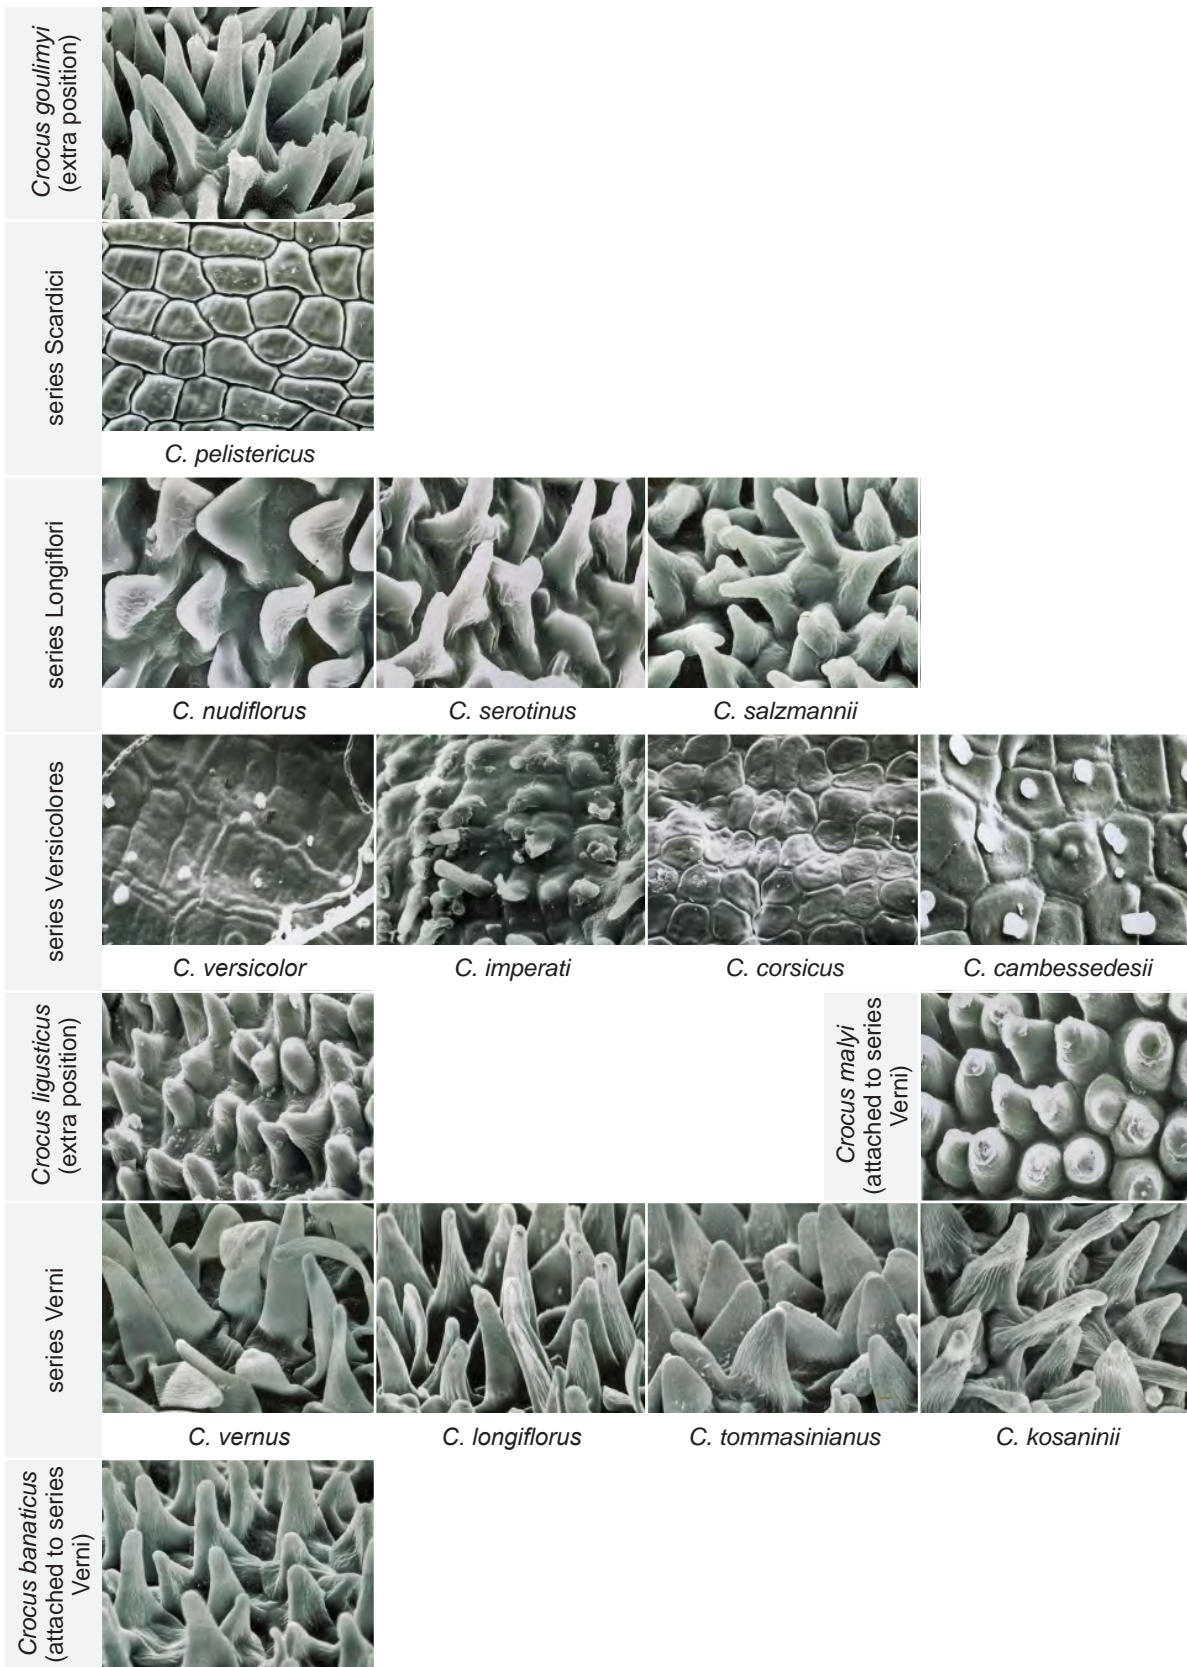 Crocus goulimyi
(extra position)
series Scardici
C. pelistericus
series Longiflori
C. nudiflorus
C. serotinus
C. salzmannii
series Versicolores
C. versicolor
C. imperati
C. corsicus
C. cambessedesii
Crocus ligusticus
(extra position)
Crocus malyi
(attached to series
Verni)
series Verni
C. vernus
C. longiflorus
C. tommasinianus
C. kosaninii
Crocus banaticus
(attached to series
Verni)